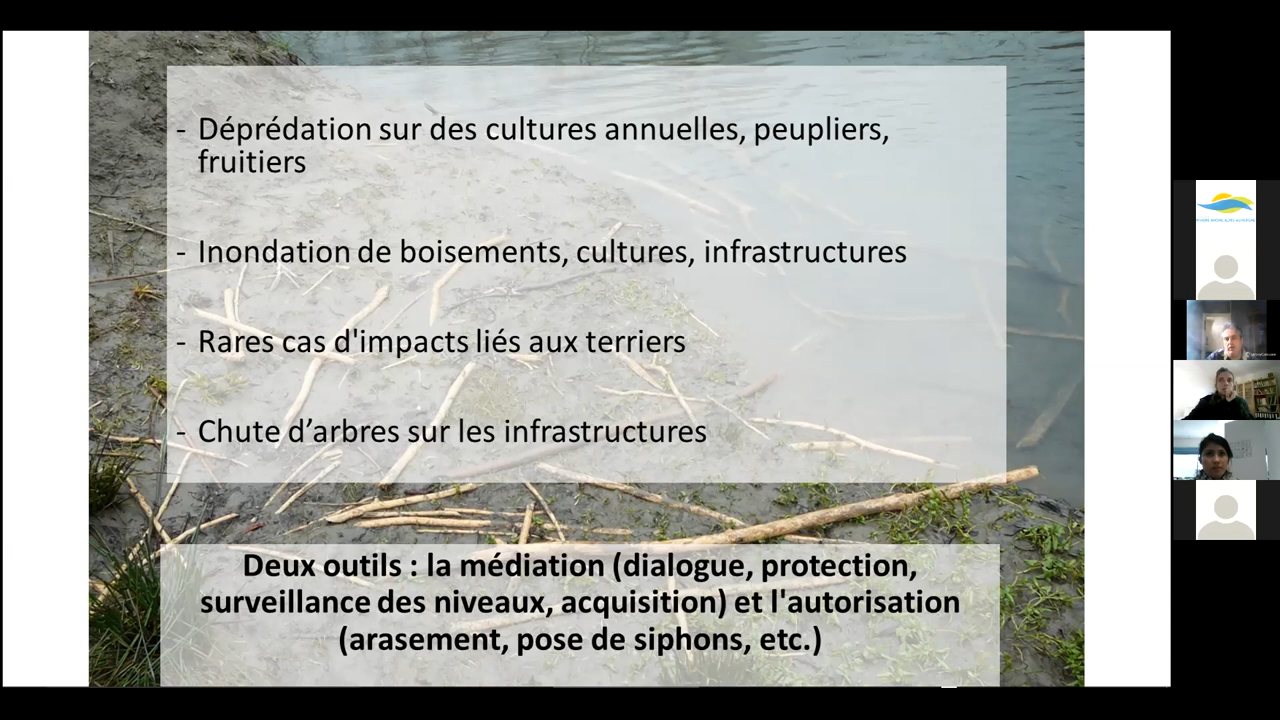 - Déprédation sur des cultures annuelles, peupliers,
fruitiers
- Inondation de boisements, cultures, infrastructures
- Rares cas d'impacts liés aux terriers
- Chute d’arbres sur les infrastructures
Deux outils : la médiation (dialogue, protection,
surveillance des niveaux, acquisition) et l'autorisation
(arasement, pose de siphons, etc.)